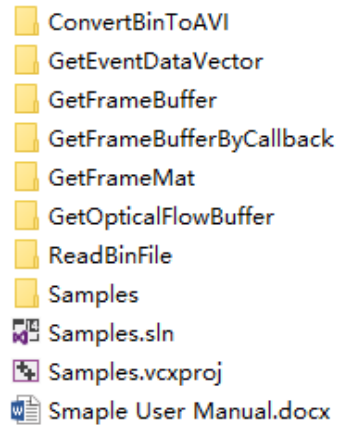 ConvertBinToAVI
GetEventDataVector
GetFrameBuffer
GetFrameBufferByCallback
GetFrameMat
GetOpticalFlowBuffer
ReadBinFile
Samples
Samples.sln
Samples.vcxproj
Smaple User Manual.docx